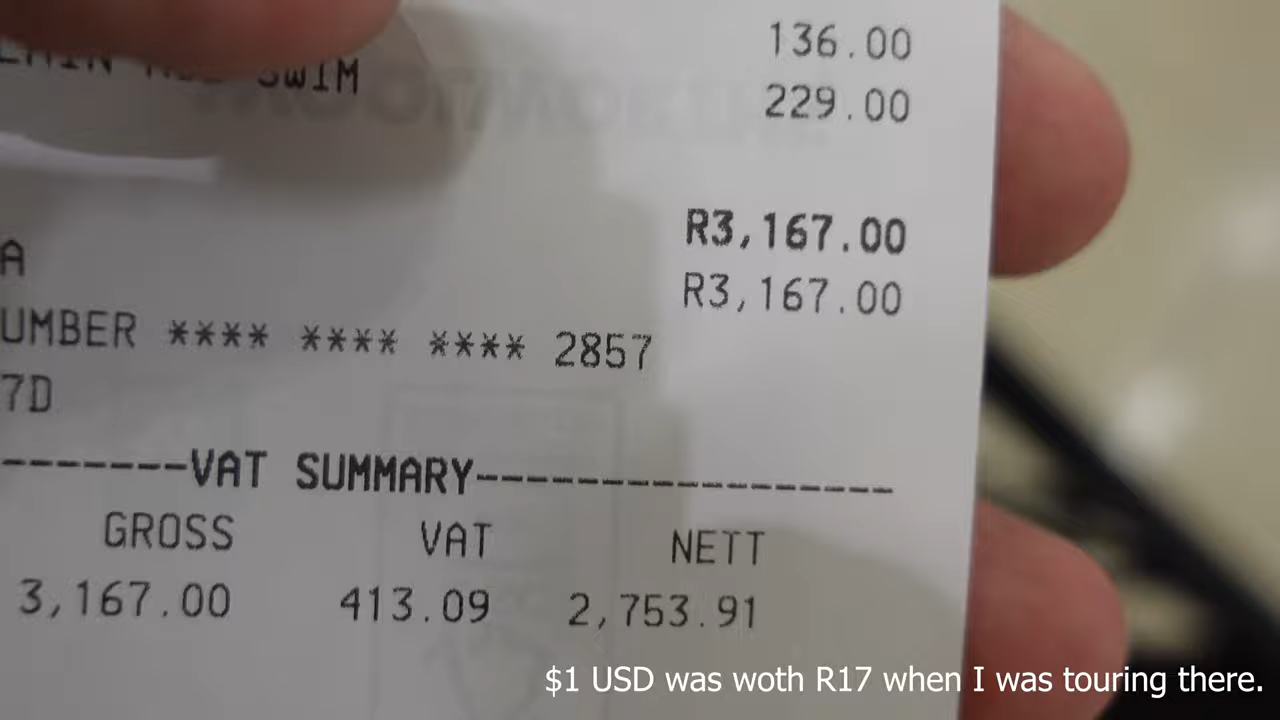 136.00
SWIM 229.00
R3,167.00
A R3,167.00
UMBER **** **** **** 2857
7D
-------VAT SUMMARY-----------------
GROSS VAT NETT
3,167.00 413.09 2,753.91
$1 USD was woth R17 when I was touring there.